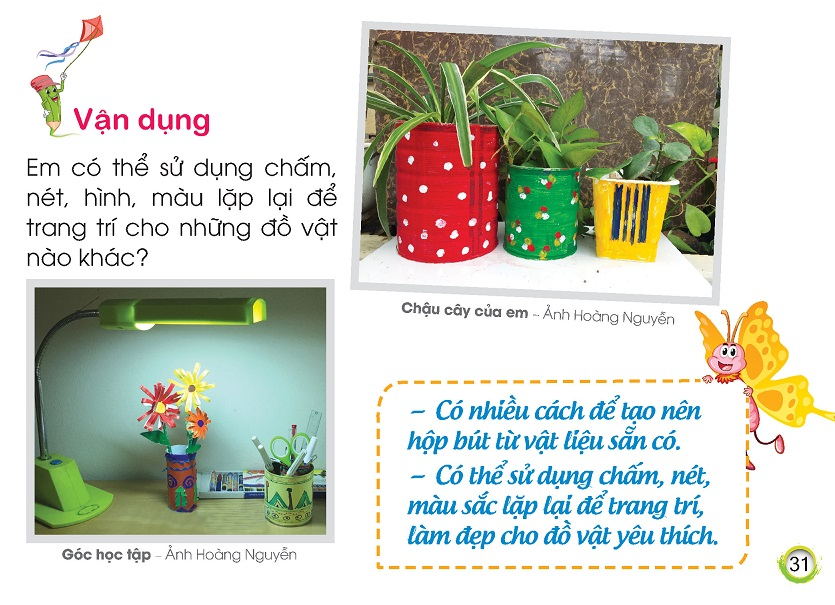 Vận dụng
Em có thể sử dụng chấm,
nét, hình, màu lặp lại để
trang trí cho những đồ vật
nào khác?
Chậu cây của em – Ảnh Hoàng Nguyễn
Góc học tập – Ảnh Hoàng Nguyễn
– Có nhiều cách để tạo nên
hộp bút từ vật liệu sẵn có.
– Có thể sử dụng chấm, nét,
màu sắc lặp lại để trang trí,
làm đẹp cho đồ vật yêu thích.
31